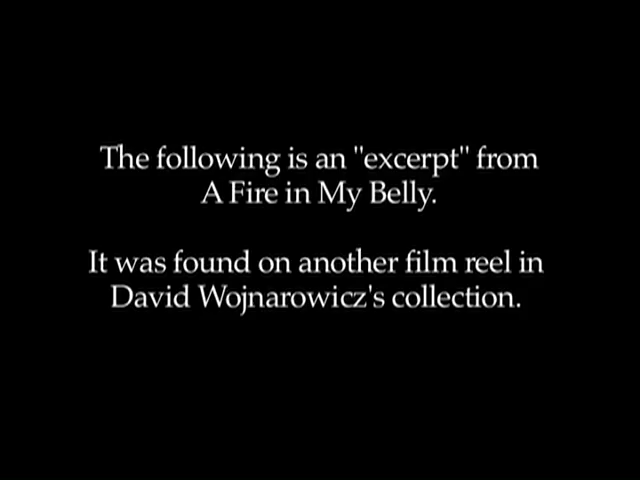 The following is an "excerpt" from
A Fire in My Belly.
It was found on another film reel in
David Wojnarowicz's collection.